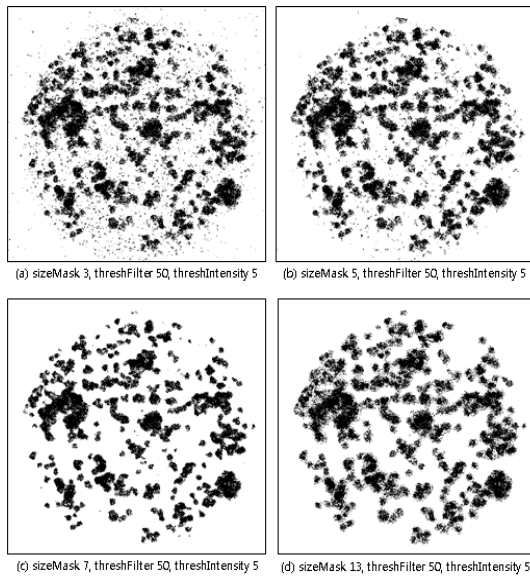 (a) sizeMask 3, threshFilter 50, threshIntensity 5
(b) sizeMask 5, threshFilter 50, threshIntensity 5
(c) sizeMask 7, threshFilter 50, threshIntensity 5
(d) sizeMask 13, threshFilter 50, threshIntensity 5